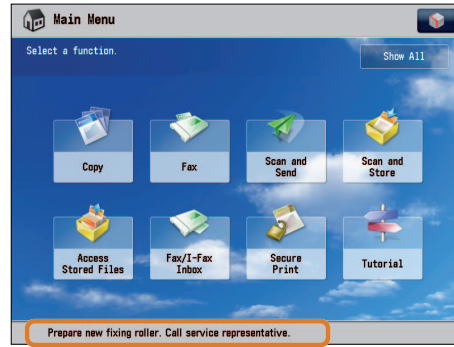 Main Menu
Select a function.
Show All
Copy
Fax
Scan and
Send
Scan and
Store
Access
Stored Files
Fax/I-Fax
Inbox
Secure
Print
Tutorial
Prepare new fixing roller. Call service representative.